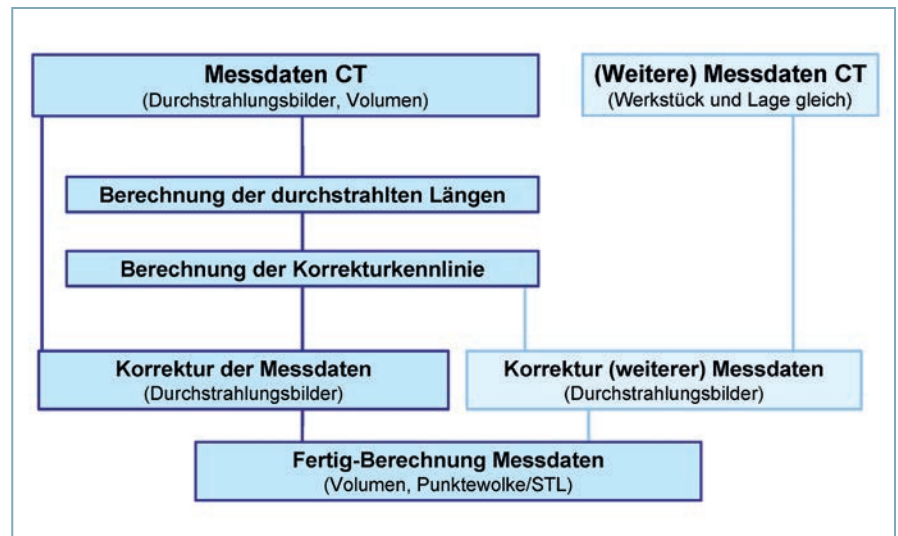 Messdaten CT
(Durchstrahlungsbilder, Volumen)
(Weitere) Messdaten CT
(Werkstück und Lage gleich)
Berechnung der durchstrahlten Längen
Berechnung der Korrekturkennlinie
Korrektur der Messdaten
(Durchstrahlungsbilder)
Korrektur (weiterer) Messdaten
(Durchstrahlungsbilder)
Fertig-Berechnung Messdaten
(Volumen, Punktewolke/STL)